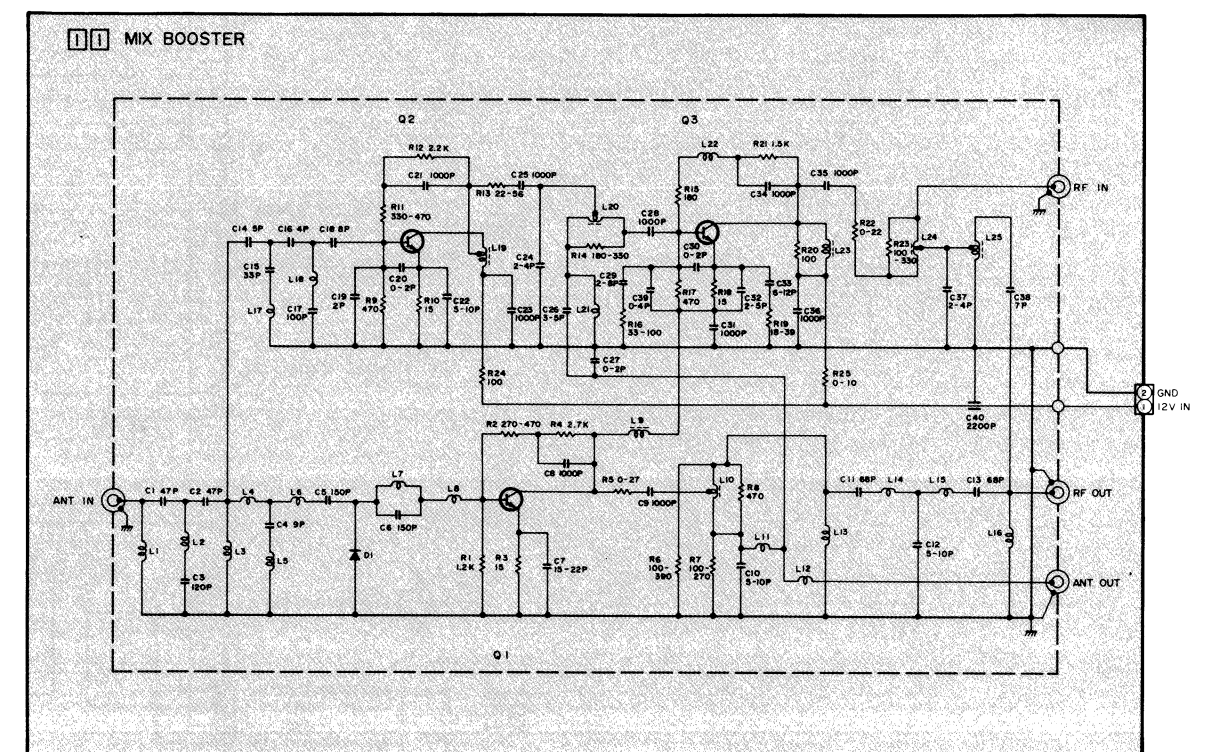 11 MIX BOOSTER
Q2
Q3
R12 2.2K
C21 1000P
R13 22-56
C25 1000P
L22
R21 1.5K
C34 1000P
C35 1000P
RF IN
R11
330-470
L20
C28
1000P
R15
180
R22
0-22
R23
100
-330
L24
L25
C14 5P
C16 4P
C18 8P
L19
R14 180-330
C30
0-2P
R20
100
L23
C15
33P
L18
C20
0-2P
C24
2-4P
C29
2-8P
C33
6-12P
C37
2-4P
C38
7P
L17
C17
100P
C19
2P
R9
470
R10
15
C22
5-10P
C23
1000P
C26
3-5P
L21
C39
0-4P
R17
470
R18
15
C32
2-5P
C36
1000P
R16
33-100
C31
1000P
R19
18-39
C27
0-2P
R24
100
R25
0-10
2 GND
1 12V IN
C40
2200P
R2 270-470
R4 2.7K
L9
C8 1000P
ANT IN
C1 47P
C2 47P
L4
L6
C5 150P
L7
C6 150P
L8
R5 0-27
C9 1000P
L10
R8
470
C11 68P
L14
L15
C13 68P
RF OUT
L1
L2
L3
C4 9P
L5
C3
120P
D1
R1
1.2K
R3
15
C7
15-22P
R6
100-
390
R7
100-
270
C10
5-10P
L11
L12
L13
C12
5-10P
L16
ANT OUT
Q1